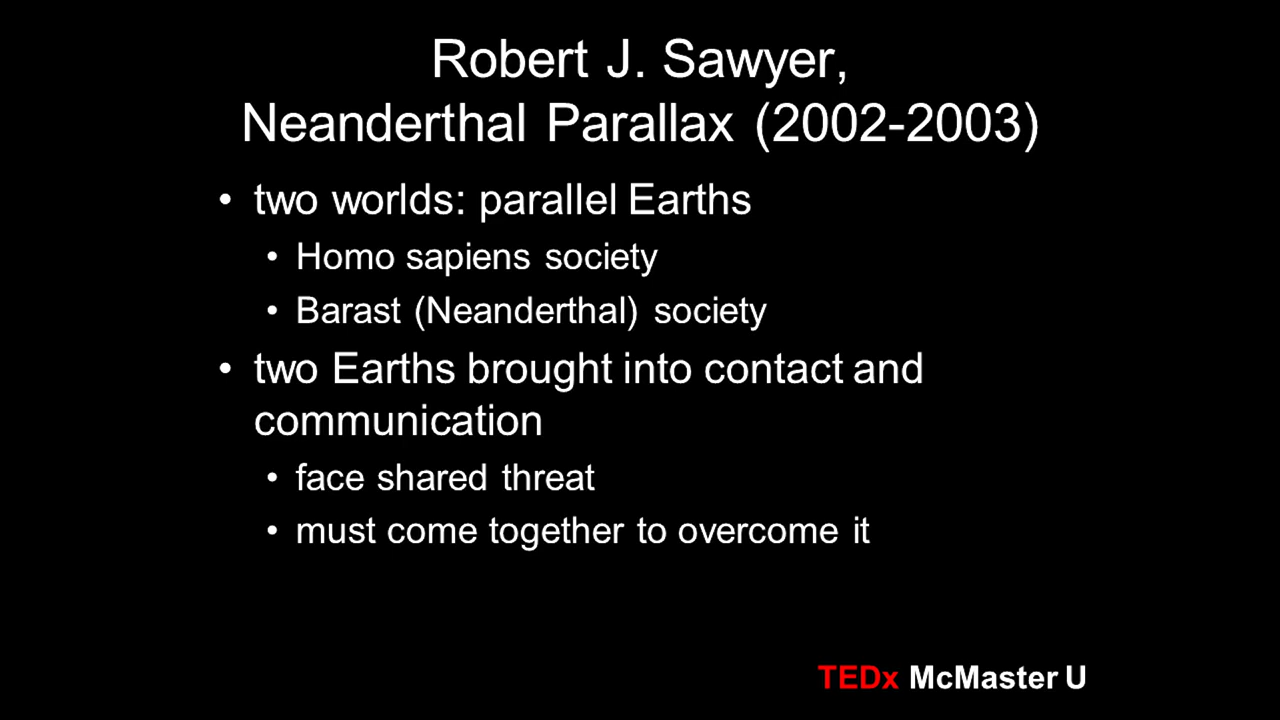 Robert J. Sawyer,
Neanderthal Parallax (2002-2003)
• two worlds: parallel Earths
• Homo sapiens society
• Barast (Neanderthal) society
• two Earths brought into contact and
communication
• face shared threat
• must come together to overcome it
TEDx McMaster U